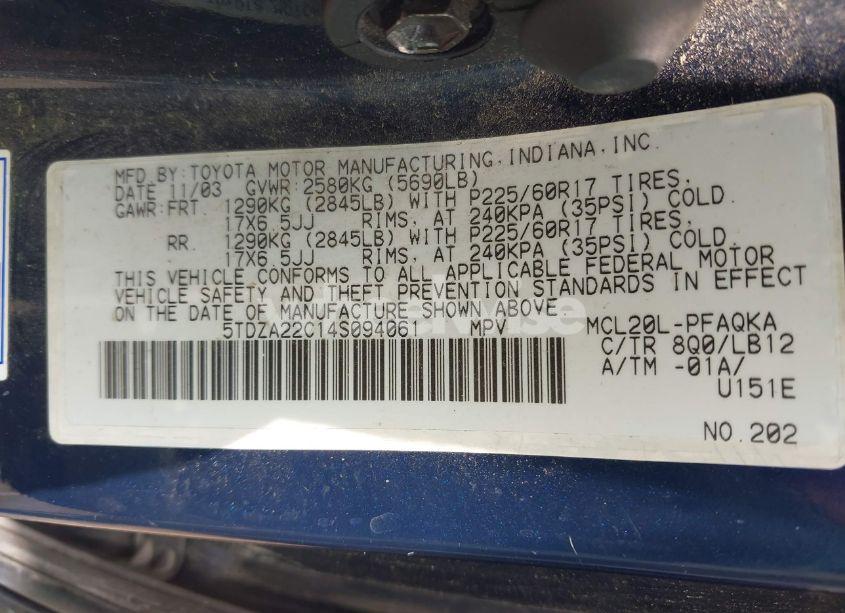 MFD.BY:TOYOTA MOTOR MANUFACTURING,INDIANA,INC.
DATE 11/03 GVWR:2580KG (5690LB)
GAWR:FRT. 1290KG (2845LB) WITH P225/60R17 TIRES,
17X6.5JJ RIMS, AT 240KPA (35PSI) COLD.
RR. 1290KG (2845LB) WITH P225/60R17 TIRES,
17X6.5JJ RIMS, AT 240KPA (35PSI) COLD.
THIS VEHICLE CONFORMS TO ALL APPLICABLE FEDERAL MOTOR
VEHICLE SAFETY AND THEFT PREVENTION STANDARDS IN EFFECT
ON THE DATE OF MANUFACTURE SHOWN ABOVE.
5TDZA22C14S094061 MPV MCL20L-PFAQKA
C/TR 8Q0/LB12
A/TM -01A/
U151E
NO.202